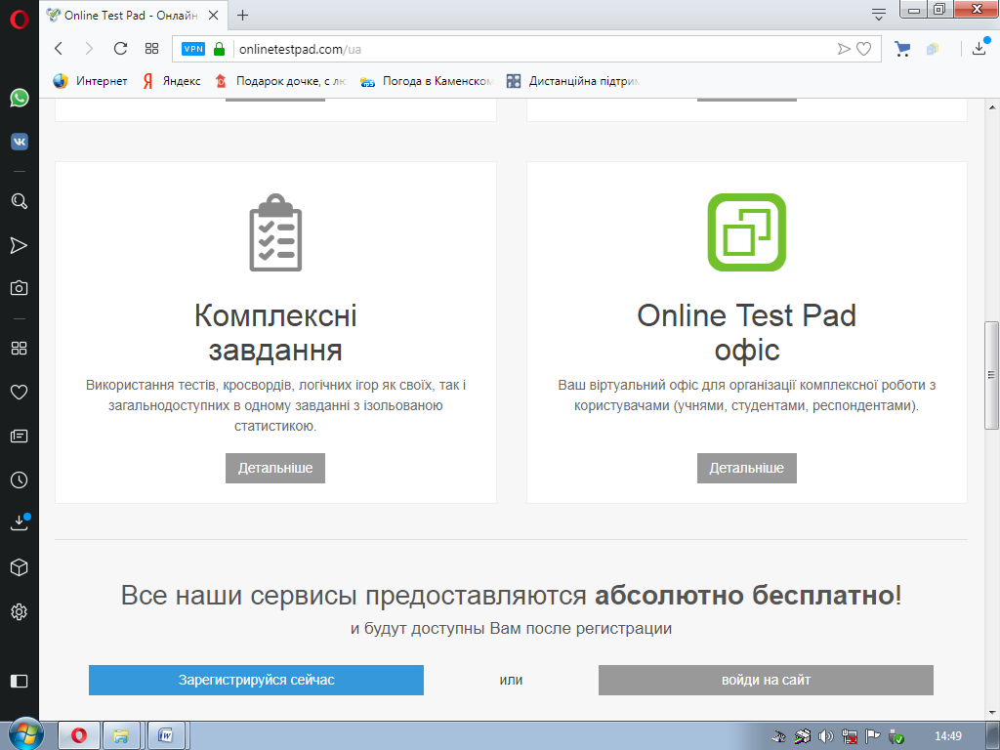 Online Test Pad - Онлайн
VPN
onlinetestpad.com/ua
Интернет
Яндекс
Подарок дочке, с лю
Погода в Каменском
Дистанційна підтрим
Комплексні
завдання
Використання тестів, кросвордів, логічних ігор як своїх, так і
загальнодоступних в одному завданні з ізольованою
статистикою.
Детальніше
Online Test Pad
офіс
Ваш віртуальний офіс для організації комплексної роботи з
користувачами (учнями, студентами, респондентами).
Детальніше
Все наши сервисы предоставляются абсолютно бесплатно!
и будут доступны Вам после регистрации
Зарегистрируйся сейчас
или
войди на сайт
14:49